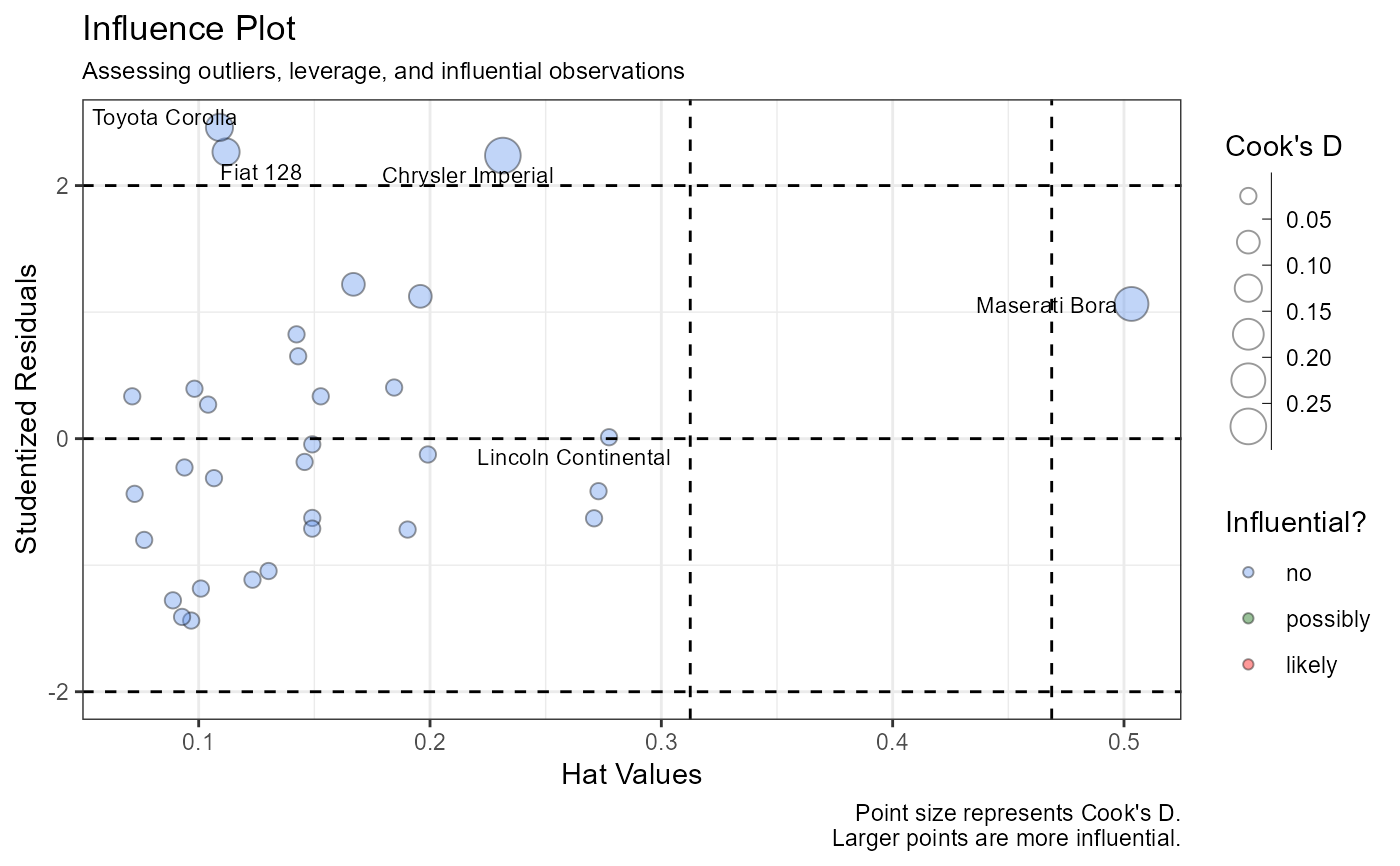 Influence Plot
Assessing outliers, leverage, and influential observations
Toyota Corolla
Fiat 128
Chrysler Imperial
Maserati Bora
Lincoln Continental
2
0
-2
Studentized Residuals
0.1
0.2
0.3
0.4
0.5
Hat Values
Cook's D
0.05
0.10
0.15
0.20
0.25
Influential?
no
possibly
likely
Point size represents Cook's D.
Larger points are more influential.